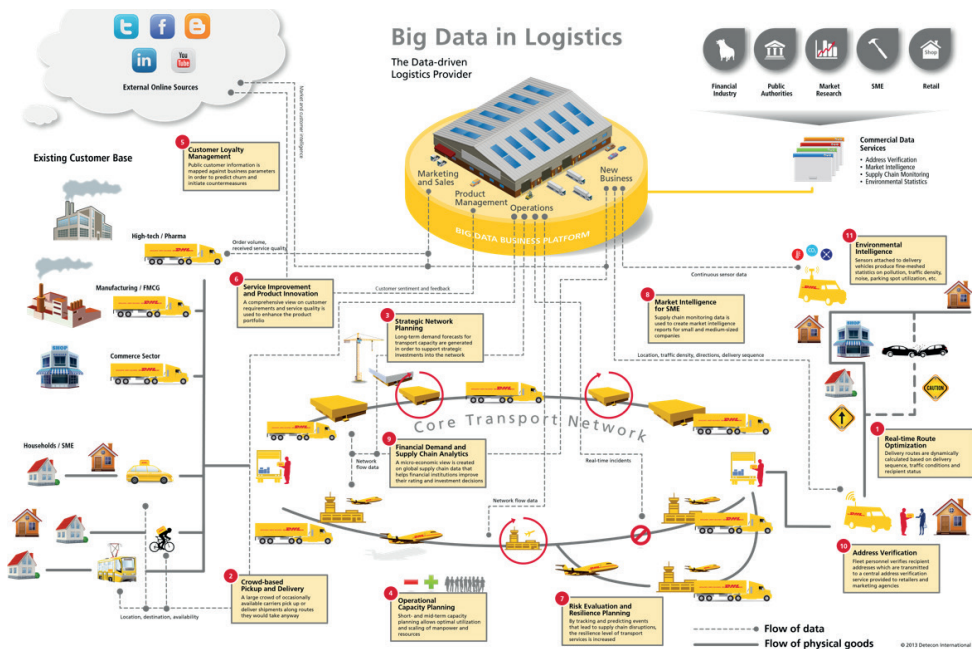 Big Data in Logistics
The Data-driven
Logistics Provider
You
Tube
External Online Sources
Market and customer intelligence
Financial
Industry
Public
Authorities
Market
Research
SME
Shop
Retail
Commercial Data
Services
• Address Verification
• Market Intelligence
• Supply Chain Monitoring
• Environmental Statistics
Existing Customer Base
5
Customer Loyalty
Management
Public customer information is
mapped against business parameters
in order to predict churn and
initiate countermeasures
Marketing
and Sales
Product
Management
Operations
New
Business
BIG DATA BUSINESS PLATFORM
High-tech / Pharma
Order volume,
received service quality
Manufacturing / FMCG
6
Service Improvement
and Product Innovation
A comprehensive view on customer
requirements and service quality is
used to enhance the product
portfolio
Customer sentiment and feedback
Continuous sensor data
11
Environmental
Intelligence
Sensors attached to delivery
vehicles produce fine-meshed
statistics on pollution, traffic density,
noise, parking spot utilization, etc.
3
Strategic Network
Planning
Long-term demand forecasts for
transport capacity are generated
in order to support strategic
investments into the network
8
Market Intelligence
for SME
Supply chain monitoring data
is used to create market intelligence
reports for small and medium-sized
companies
Location, traffic density, directions, delivery sequence
SHOP
Commerce Sector
SHOP
CAUTION
Core Transport Network
1
Real-time Route
Optimization
Delivery routes are dynamically
calculated based on delivery
sequence, traffic conditions and
recipient status
Households / SME
9
Financial Demand and
Supply Chain Analytics
A micro-economic view is created
on global supply chain data that
helps financial institutions improve
their rating and investment decisions
Network
flow data
Real-time incidents
Network flow data
10
Address Verification
Fleet personnel verifies recipient
addresses which are transmitted
to a central address verification
service provided to retailers and
marketing agencies
2
Crowd-based
Pickup and Delivery
A large crowd of occasionally
available carriers pick up or
deliver shipments along routes
they would take anyway
Location, destination, availability
4
Operational
Capacity Planning
Short- and mid-term capacity
planning allows optimal utilization
and scaling of manpower and
resources
7
Risk Evaluation and
Resilience Planning
By tracking and predicting events
that lead to supply chain disruptions,
the resilience level of transport
services is increased
Flow of data
Flow of physical goods
© 2013 Detecon International